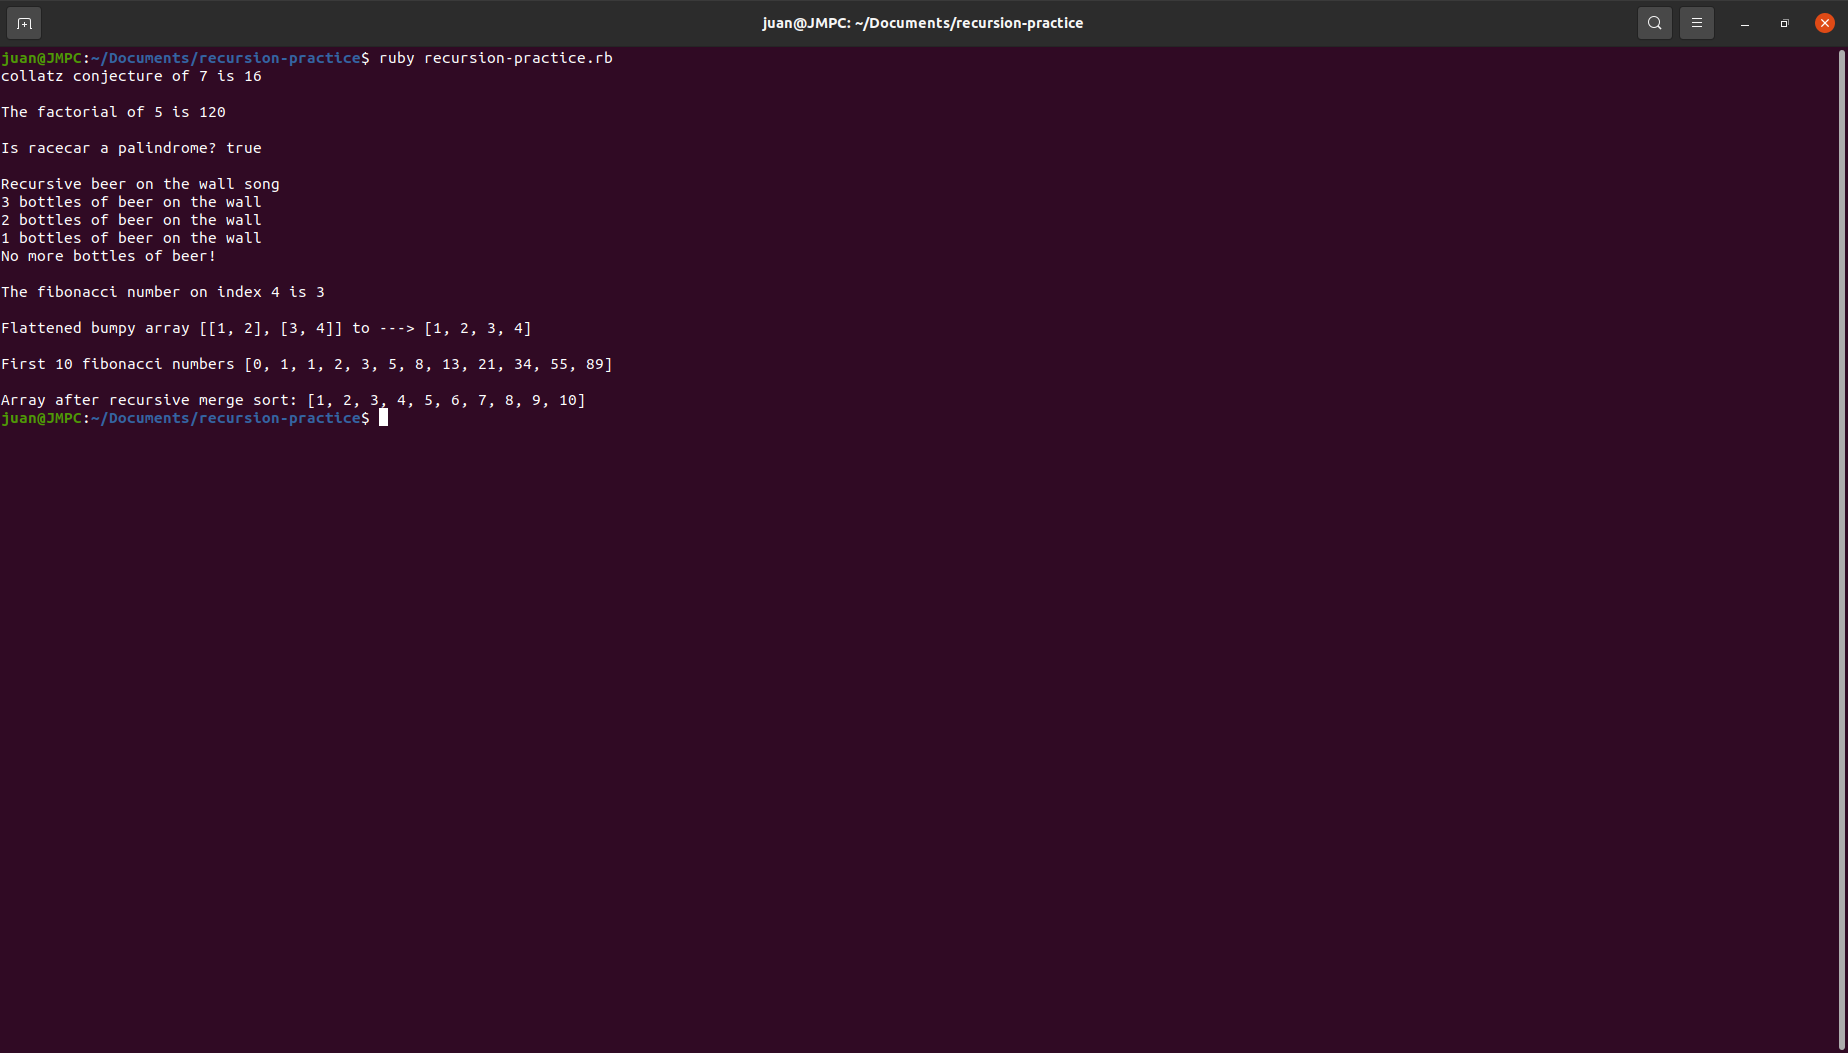 juan@JMPC: ~/Documents/recursion-practice
juan@JMPC:~/Documents/recursion-practice$ ruby recursion-practice.rb
collatz conjecture of 7 is 16
The factorial of 5 is 120
Is racecar a palindrome? true
Recursive beer on the wall song
3 bottles of beer on the wall
2 bottles of beer on the wall
1 bottles of beer on the wall
No more bottles of beer!
The fibonacci number on index 4 is 3
Flattened bumpy array [[1, 2], [3, 4]] to ---> [1, 2, 3, 4]
First 10 fibonacci numbers [0, 1, 1, 2, 3, 5, 8, 13, 21, 34, 55, 89]
Array after recursive merge sort: [1, 2, 3, 4, 5, 6, 7, 8, 9, 10]
juan@JMPC:~/Documents/recursion-practice$